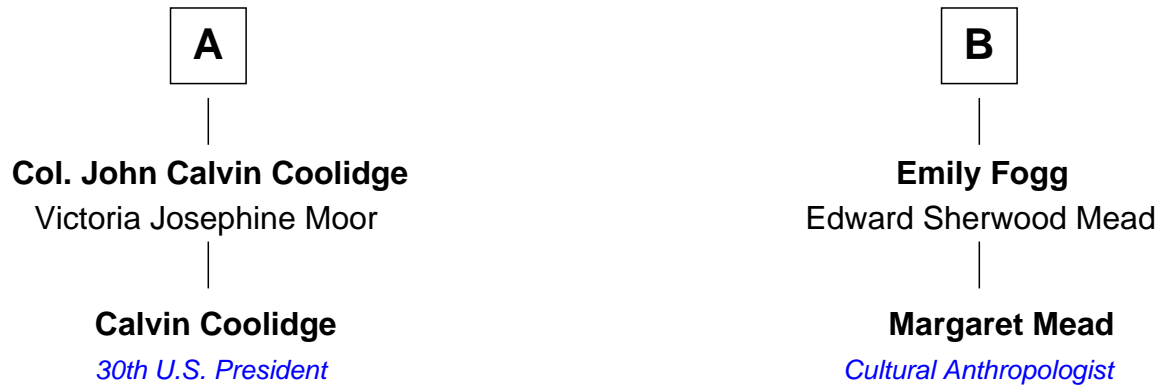 A
Col. John Calvin Coolidge
Victoria Josephine Moor
Calvin Coolidge
30th U.S. President
B
Emily Fogg
Edward Sherwood Mead
Margaret Mead
Cultural Anthropologist